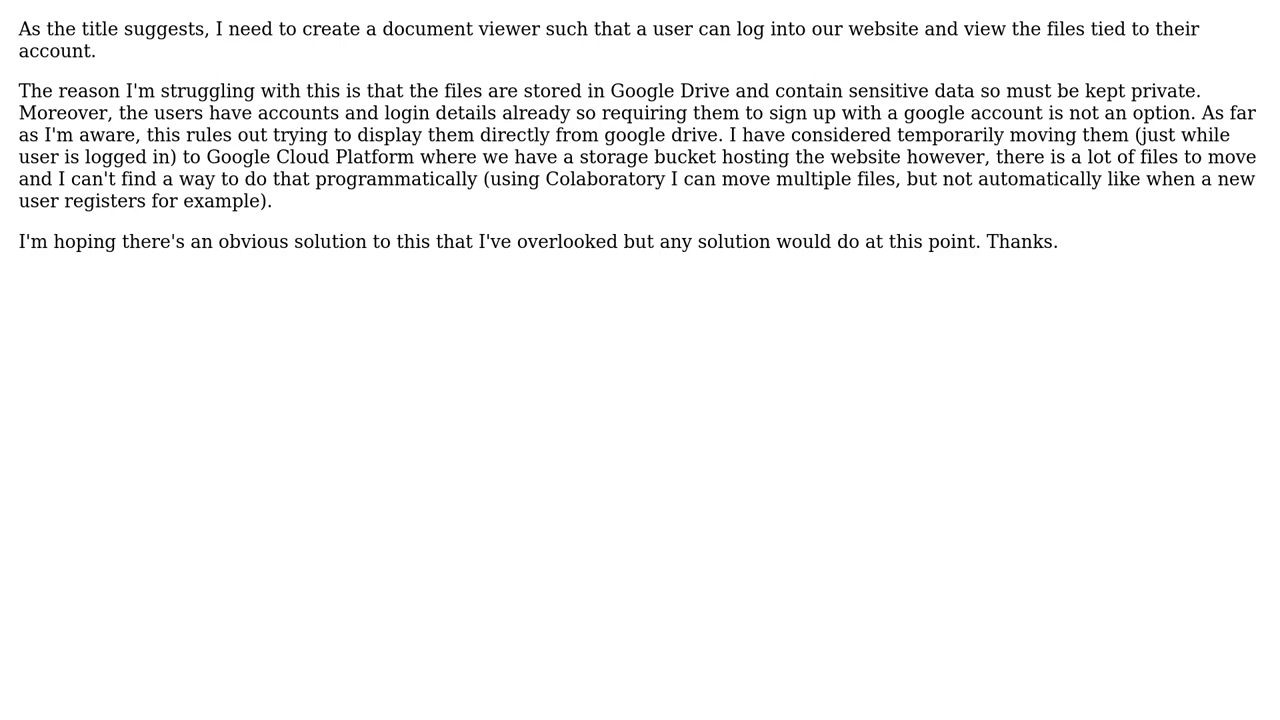 As the title suggests, I need to create a document viewer such that a user can log into our website and view the files tied to their
account.
The reason I'm struggling with this is that the files are stored in Google Drive and contain sensitive data so must be kept private.
Moreover, the users have accounts and login details already so requiring them to sign up with a google account is not an option. As far
as I'm aware, this rules out trying to display them directly from google drive. I have considered temporarily moving them (just while
user is logged in) to Google Cloud Platform where we have a storage bucket hosting the website however, there is a lot of files to move
and I can't find a way to do that programmatically (using Colaboratory I can move multiple files, but not automatically like when a new
user registers for example).
I'm hoping there's an obvious solution to this that I've overlooked but any solution would do at this point. Thanks.